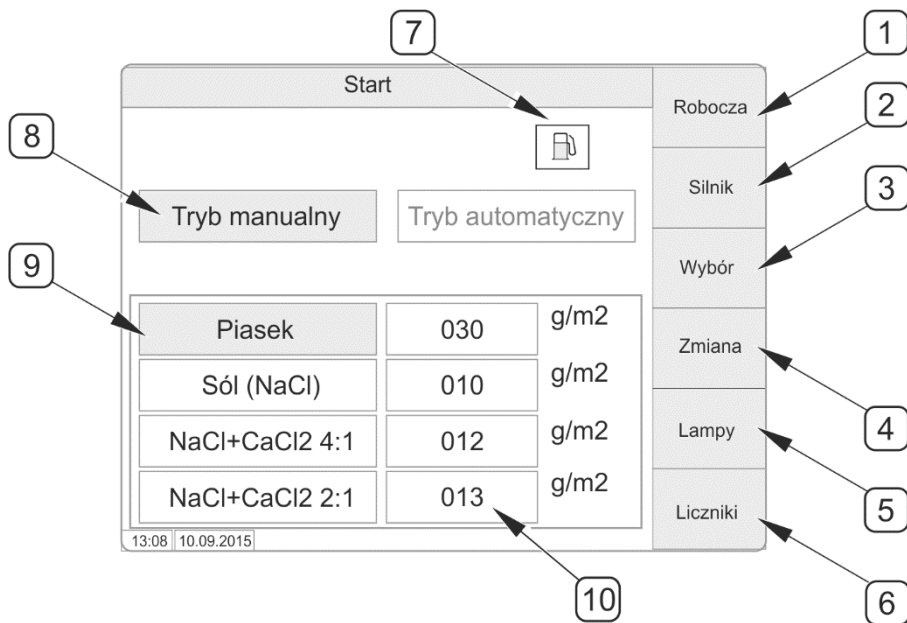 7
1
Start
Robocza
2
8
Silnik
3
Tryb manualny
Tryb automatyczny
9
Wybór
Piasek
030
g/m2
Zmiana
Sól (NaCl)
010
g/m2
4
NaCl+CaCl2 4:1
012
g/m2
Lampy
5
NaCl+CaCl2 2:1
013
g/m2
Liczniki
13:08
10.09.2015
10
6